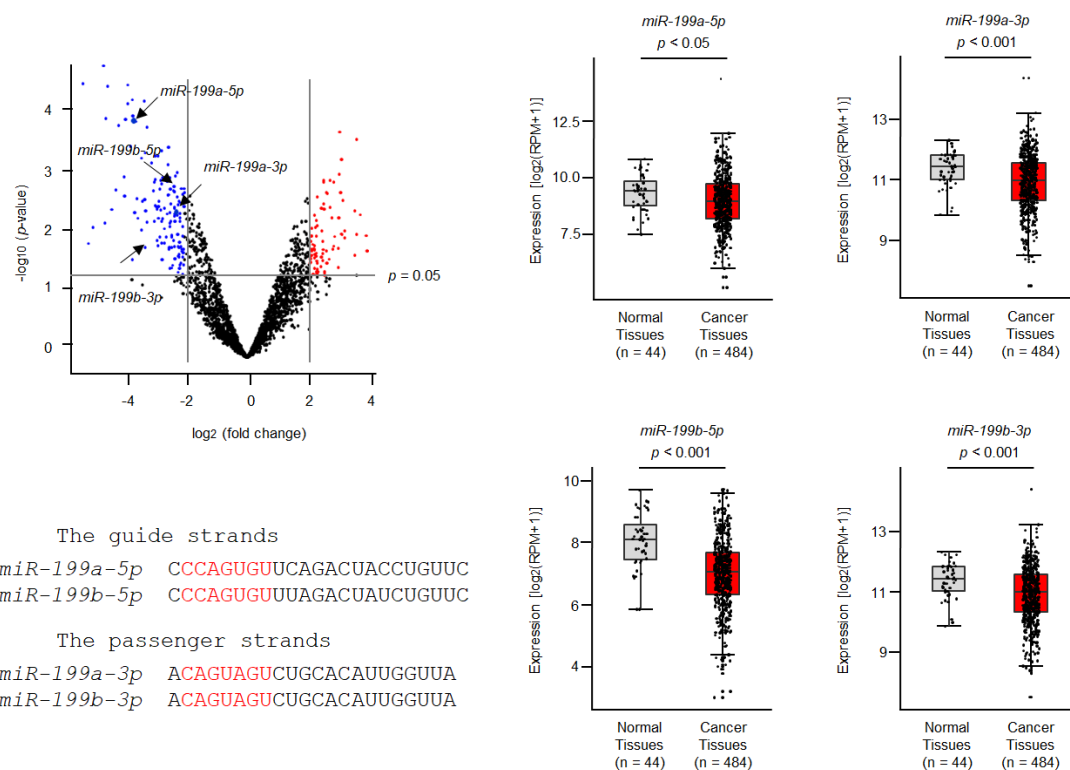 miR-199a-5p
miR-199b-5p
miR-199a-3p
miR-199b-3p
p = 0.05
-log10 (p-value)
4
3
2
1
0
-4
-2
0
2
4
log2 (fold change)
miR-199a-5p
p < 0.05
Expression [log2(RPM+1)]
12.5
10.0
7.5
Normal Tissues (n = 44)
Cancer Tissues (n = 484)
miR-199a-3p
p < 0.001
Expression [log2(RPM+1)]
13
11
9
Normal Tissues (n = 44)
Cancer Tissues (n = 484)
The guide strands
miR-199a-5p CCCAGUGUUCAGACUACCUGUUC
miR-199b-5p CCCAGUGUUUAGACUAUCUGUUC
The passenger strands
miR-199a-3p ACAGUAGUCUGCACAUUGGUUA
miR-199b-3p ACAGUAGUCUGCACAUUGGUUA
miR-199b-5p
p < 0.001
Expression [log2(RPM+1)]
10
8
6
4
Normal Tissues (n = 44)
Cancer Tissues (n = 484)
miR-199b-3p
p < 0.001
Expression [log2(RPM+1)]
13
11
9
Normal Tissues (n = 44)
Cancer Tissues (n = 484)